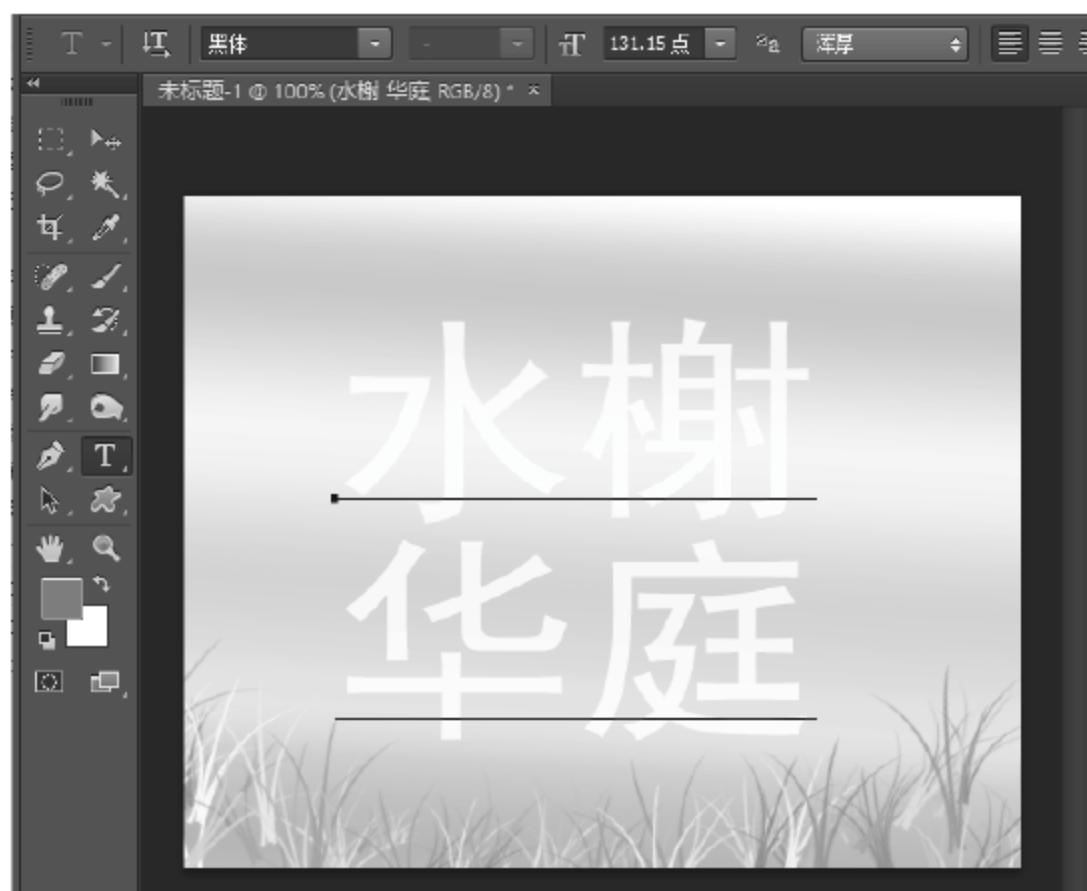 T T 黑体 - T 131.15 点 aa 浑厚
未标题-1 @ 100% (水榭 华庭, RGB/8) * ×
水榭
华庭
T